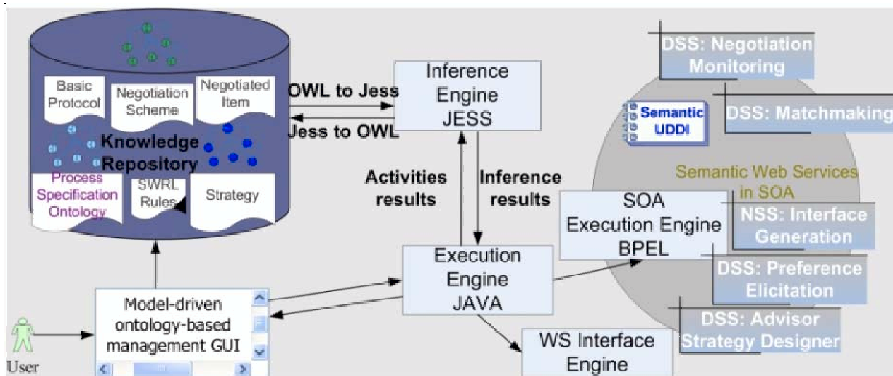 Basic
Protocol
Negotiation
Scheme
Negotiated
Item
Knowledge
Repository
Process
Specification
Ontology
SWRL
Rules
Strategy
OWL to Jess
Jess to OWL
Inference
Engine
JESS
Activities
results
Inference
results
Execution
Engine
JAVA
Model-driven
ontology-based
management GUI
User
WS Interface
Engine
SOA
Execution Engine
BPEL
Semantic
UDDI
Semantic Web Services
in SOA
DSS: Negotiation
Monitoring
DSS: Matchmaking
NSS: Interface
Generation
DSS: Preference
Elicitation
DSS: Advisor
Strategy Designer